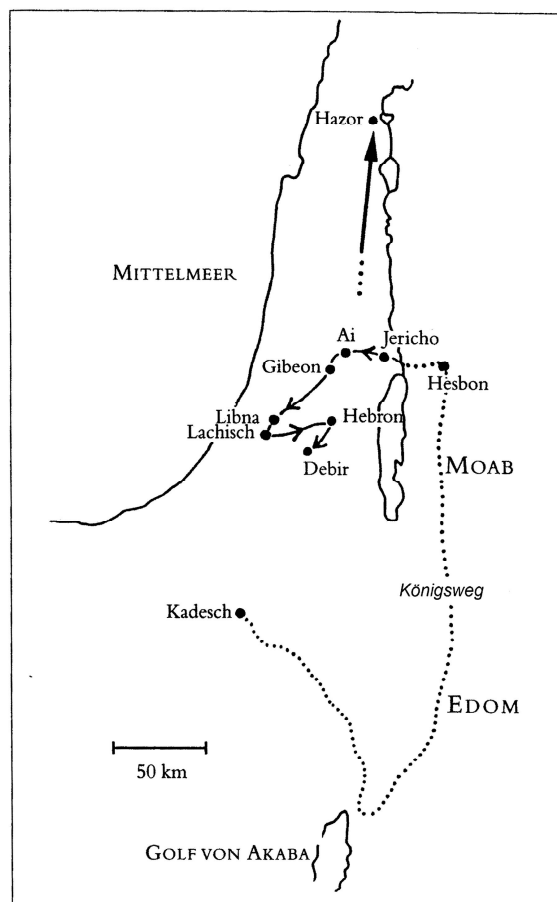 Hazor
MITTELMEER
Ai
Jericho
Gibeon
Hesbon
Libna
Hebron
Lachisch
Debir
MOAB
Königsweg
Kadesch
EDOM
50 km
GOLF VON AKABA